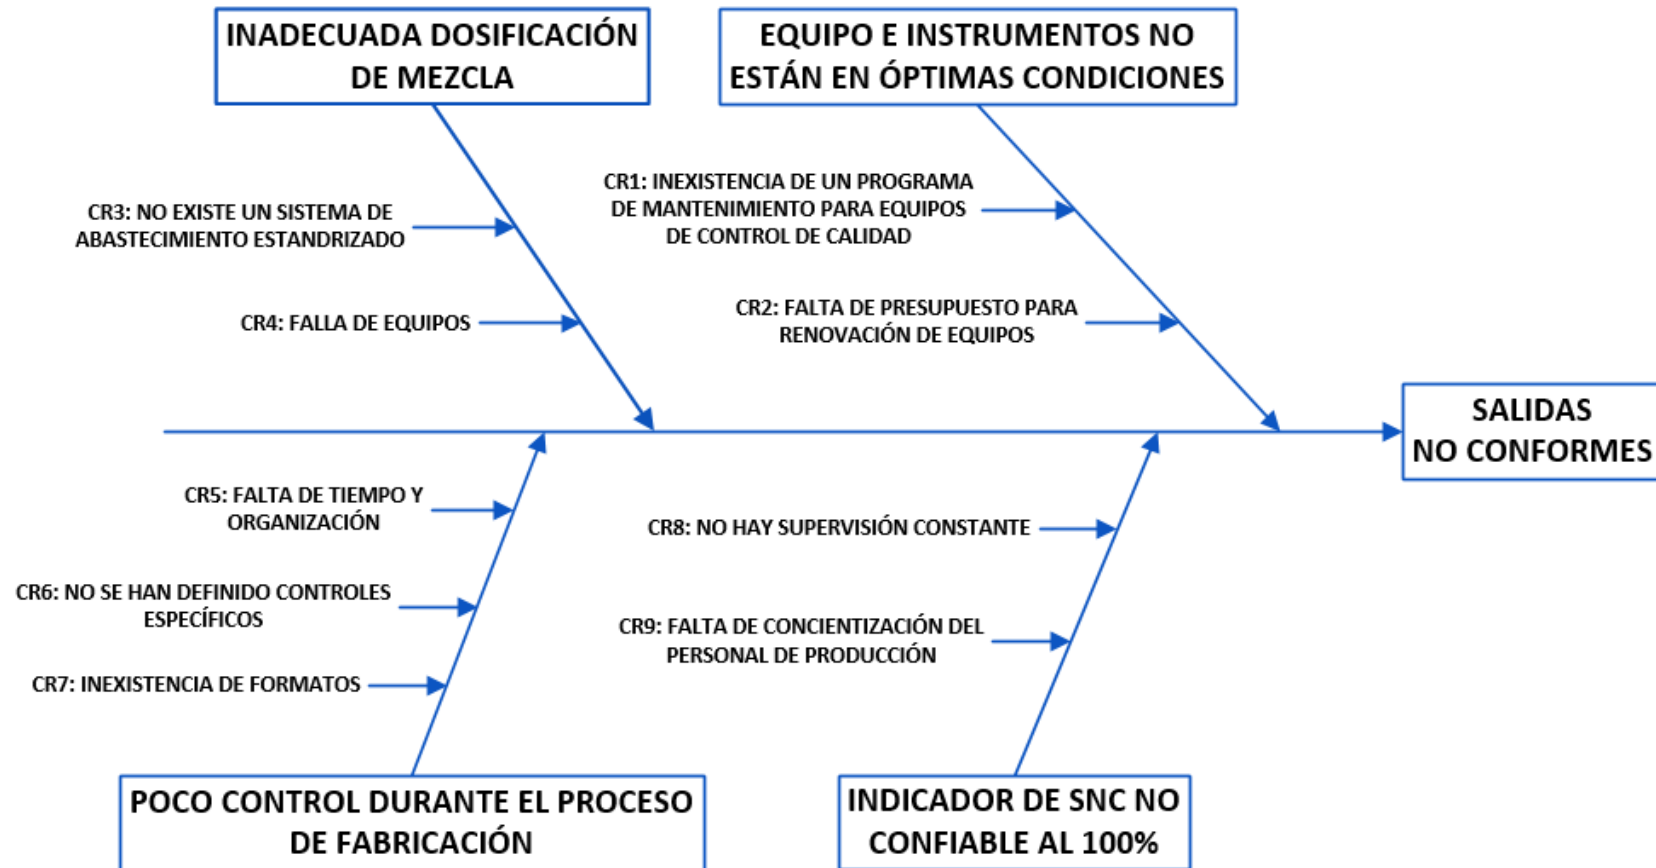 INADECUADA DOSIFICACIÓN
DE MEZCLA
EQUIPO E INSTRUMENTOS NO
ESTÁN EN ÓPTIMAS CONDICIONES
CR1: INEXISTENCIA DE UN PROGRAMA
DE MANTENIMIENTO PARA EQUIPOS
DE CONTROL DE CALIDAD
CR3: NO EXISTE UN SISTEMA DE
ABASTECIMIENTO ESTANDRIZADO
CR2: FALTA DE PRESUPUESTO PARA
RENOVACIÓN DE EQUIPOS
CR4: FALLA DE EQUIPOS
SALIDAS
NO CONFORMES
CR5: FALTA DE TIEMPO Y
ORGANIZACIÓN
CR8: NO HAY SUPERVISIÓN CONSTANTE
CR6: NO SE HAN DEFINIDO CONTROLES
ESPECÍFICOS
CR9: FALTA DE CONCIENTIZACIÓN DEL
PERSONAL DE PRODUCCIÓN
CR7: INEXISTENCIA DE FORMATOS
POCO CONTROL DURANTE EL PROCESO
DE FABRICACIÓN
INDICADOR DE SNC NO
CONFIABLE AL 100%